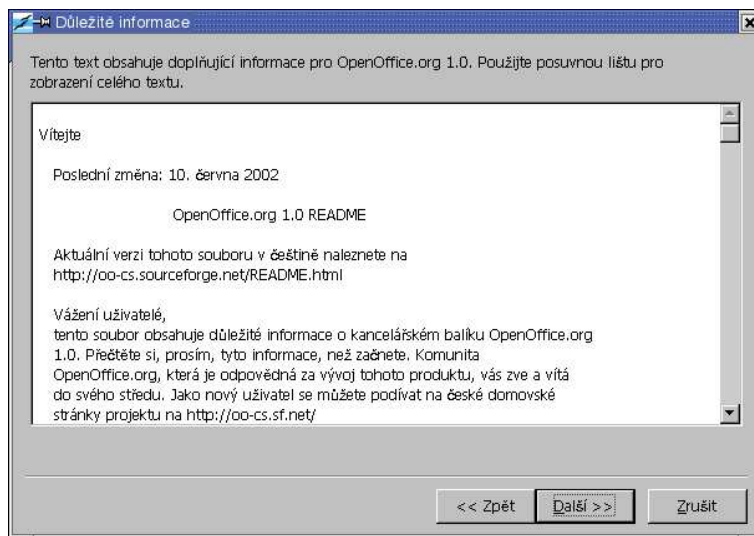 Důležité informace
Tento text obsahuje doplňující informace pro OpenOffice.org 1.0. Použijte posuvnou lištu pro
zobrazení celého textu.
Vítejte
Poslední změna: 10. června 2002
OpenOffice.org 1.0 README
Aktuální verzi tohoto souboru v češtině naleznete na
http://oo-cs.sourceforge.net/README.html
Vážení uživatelé,
tento soubor obsahuje důležité informace o kancelářském balíku OpenOffice.org
1.0. Přečtěte si, prosím, tyto informace, než začnete. Komunita
OpenOffice.org, která je odpovědná za vývoj tohoto produktu, vás zve a vítá
do svého středu. Jako nový uživatel se můžete podívat na české domovské
stránky projektu na http://oo-cs.sf.net/
<< Zpět Další >> Zrušit